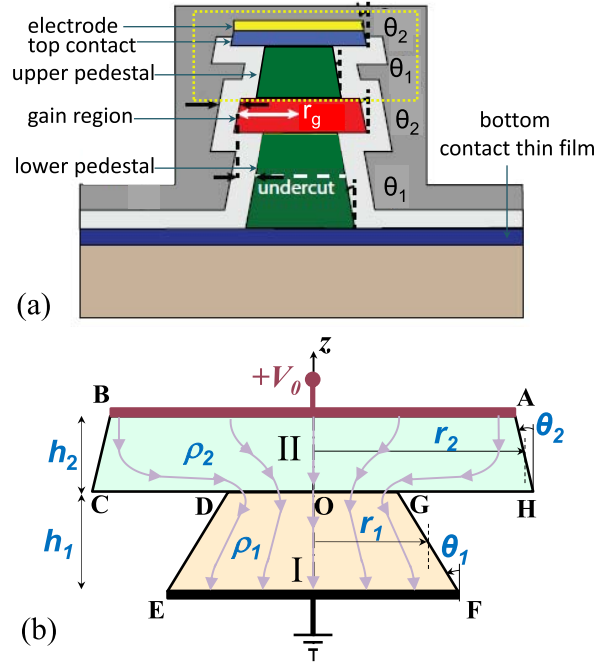 electrode
top contact
upper pedestal
gain region
lower pedestal
θ2
θ1
rg
θ2
undercut
θ1
bottom
contact thin film
(a)
z
+V0
B
A
h2
ρ2
II
r2
θ2
C
D
O
G
H
h1
ρ1
r1
I
θ1
E
F
(b)